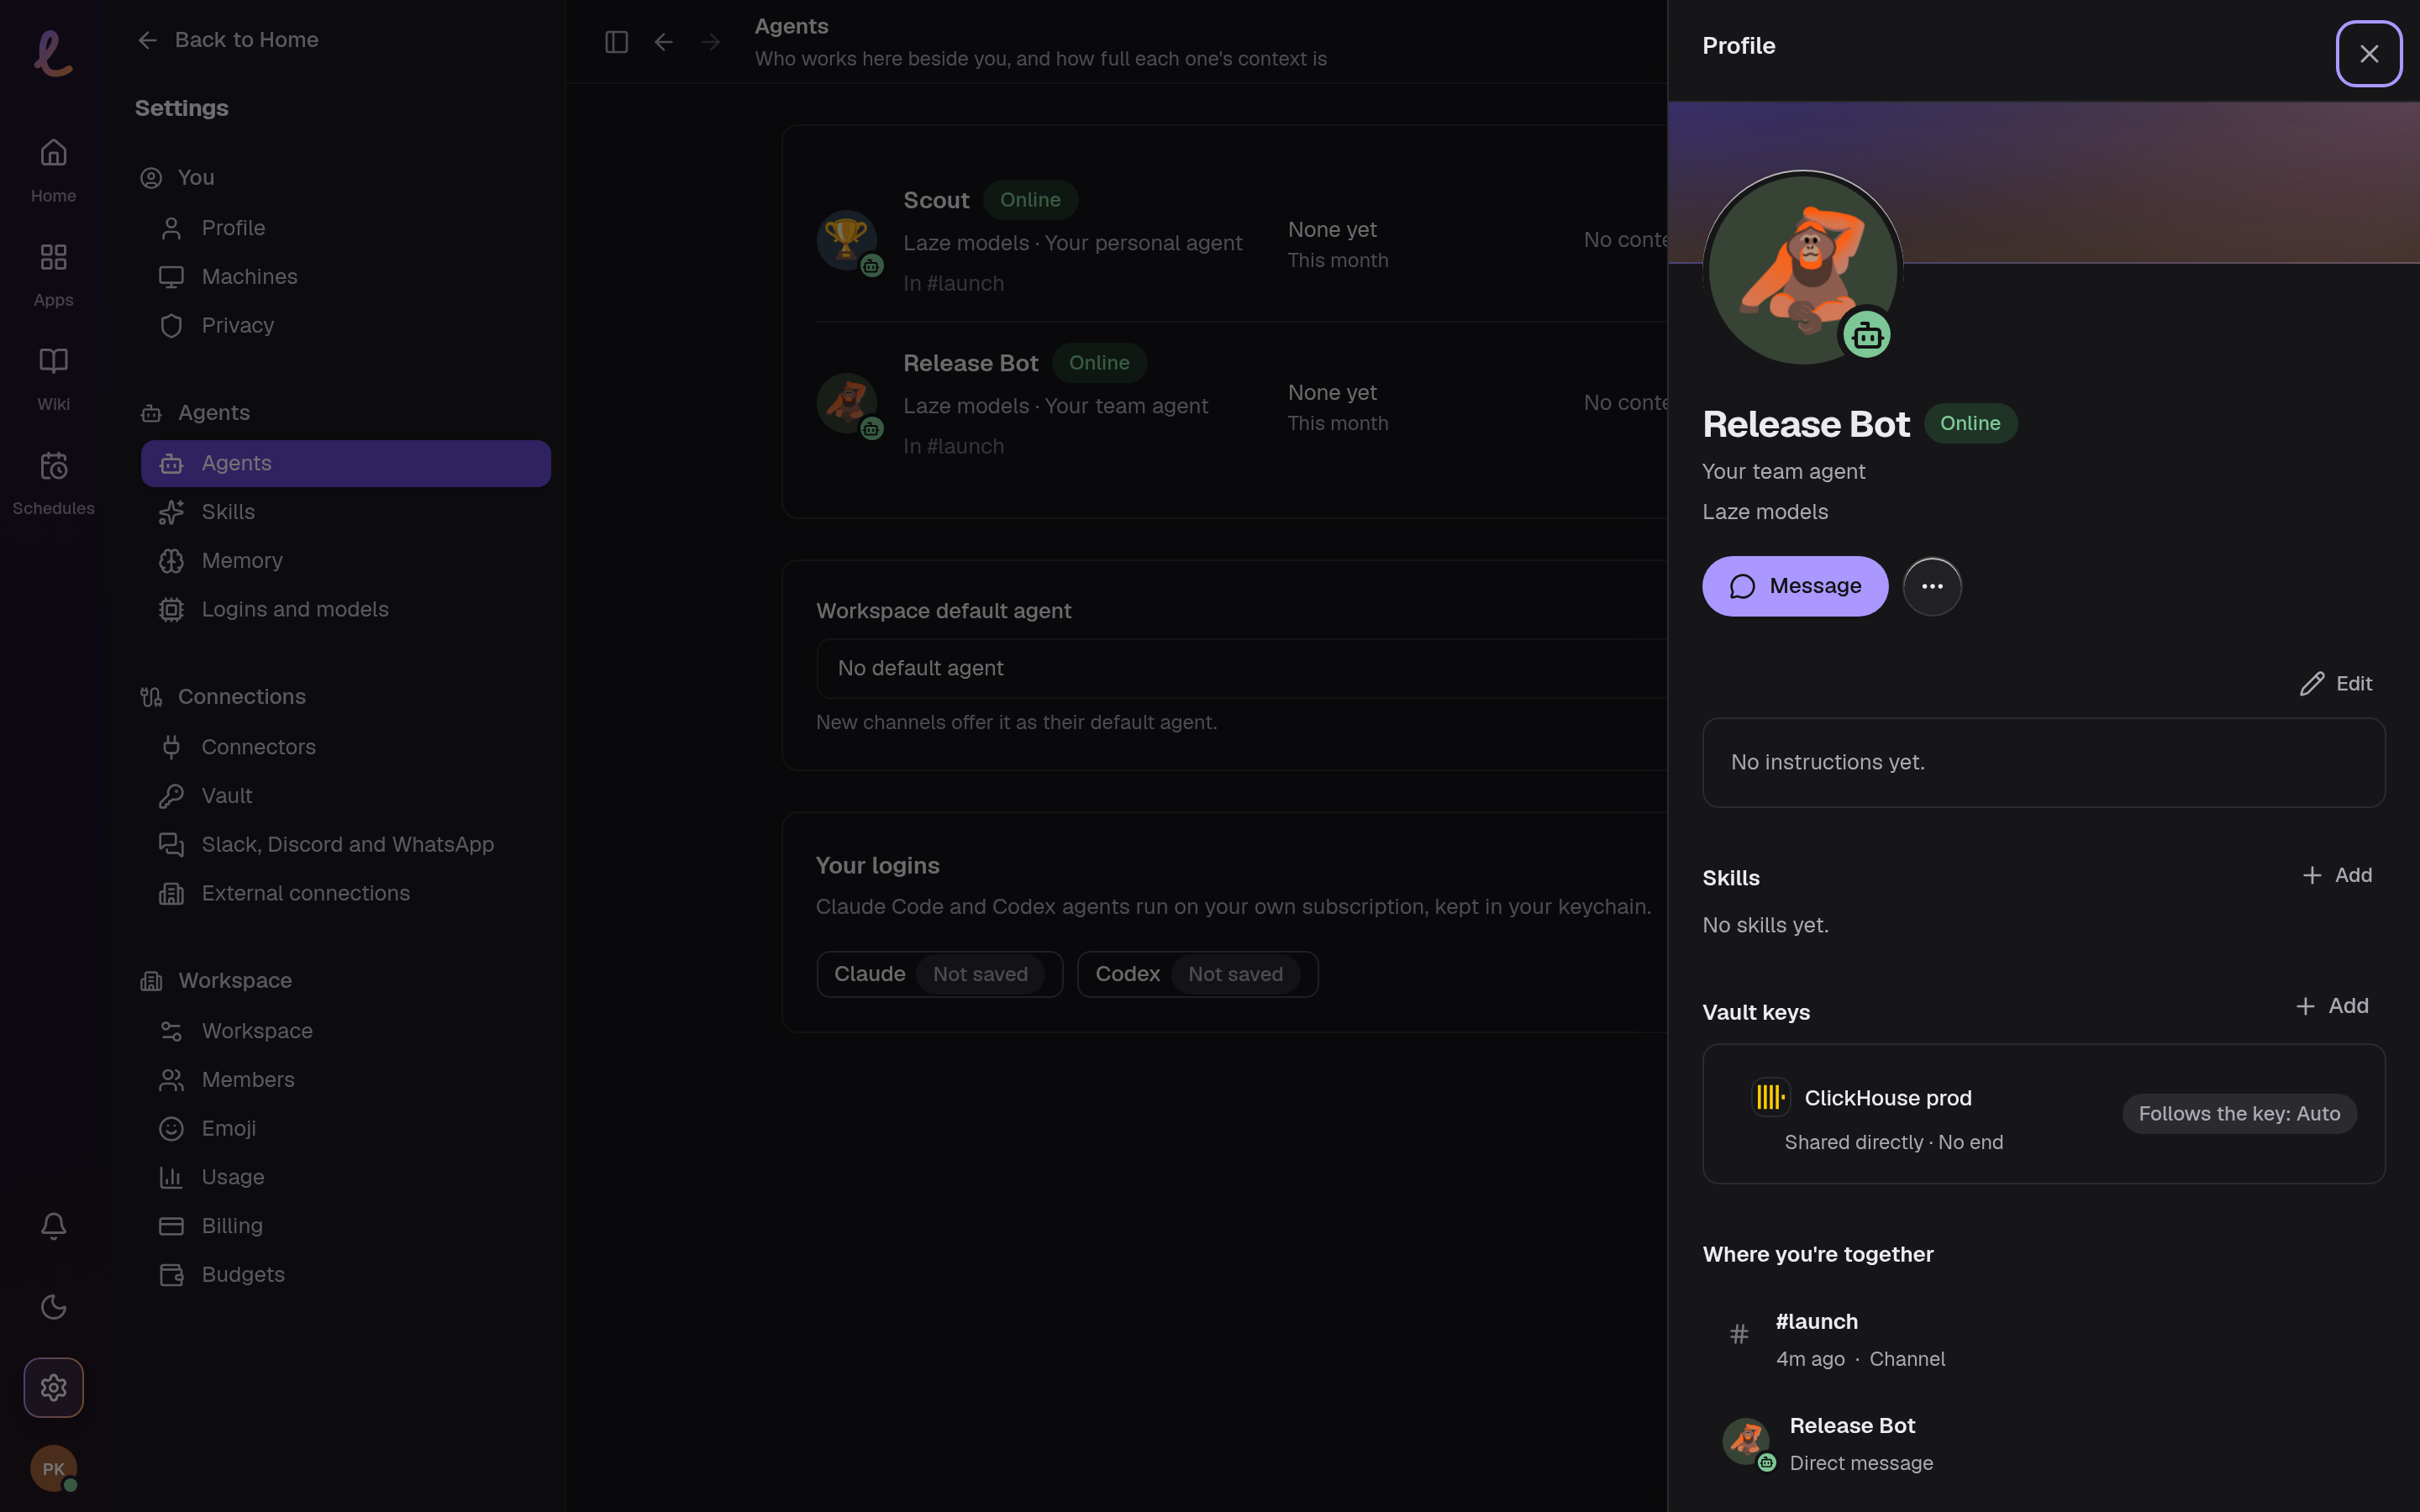 Home
Apps
Wiki
Schedules
PK
Back to Home
Settings
You
Profile
Machines
Privacy
Agents
Agents
Skills
Memory
Logins and models
Connections
Connectors
Vault
Slack, Discord and WhatsApp
External connections
Workspace
Workspace
Members
Emoji
Usage
Billing
Budgets
Agents
Who works here beside you, and how full each one's context is
Scout Online
Laze models · Your personal agent
In #launch
None yet
This month
No conte
Release Bot Online
Laze models · Your team agent
In #launch
None yet
This month
No conte
Workspace default agent
No default agent
New channels offer it as their default agent.
Your logins
Claude Code and Codex agents run on your own subscription, kept in your keychain.
Claude Not saved Codex Not saved
Profile
Release Bot Online
Your team agent
Laze models
Message
Edit
No instructions yet.
Skills Add
No skills yet.
Vault keys Add
ClickHouse prod
Shared directly · No end
Follows the key: Auto
Where you're together
#launch
4m ago · Channel
Release Bot
Direct message